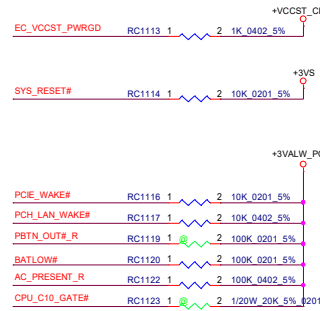 +VCCST_C
EC_VCCST_PWRGD RC1113 1 2 1K_0402_5%
+3VS
SYS_RESET# RC1114 1 2 10K_0201_5%
+3VALW_P
PCIE_WAKE# RC1116 1 2 10K_0201_5%
PCH_LAN_WAKE# RC1117 1 2 10K_0402_5%
PBTN_OUT#_R RC1119 1 @ 2 100K_0201_5%
BATLOW# RC1120 1 2 100K_0201_5%
AC_PRESENT_R RC1122 1 2 100K_0402_5%
CPU_C10_GATE# RC1123 1 @ 2 1/20W_20K_5%_0201